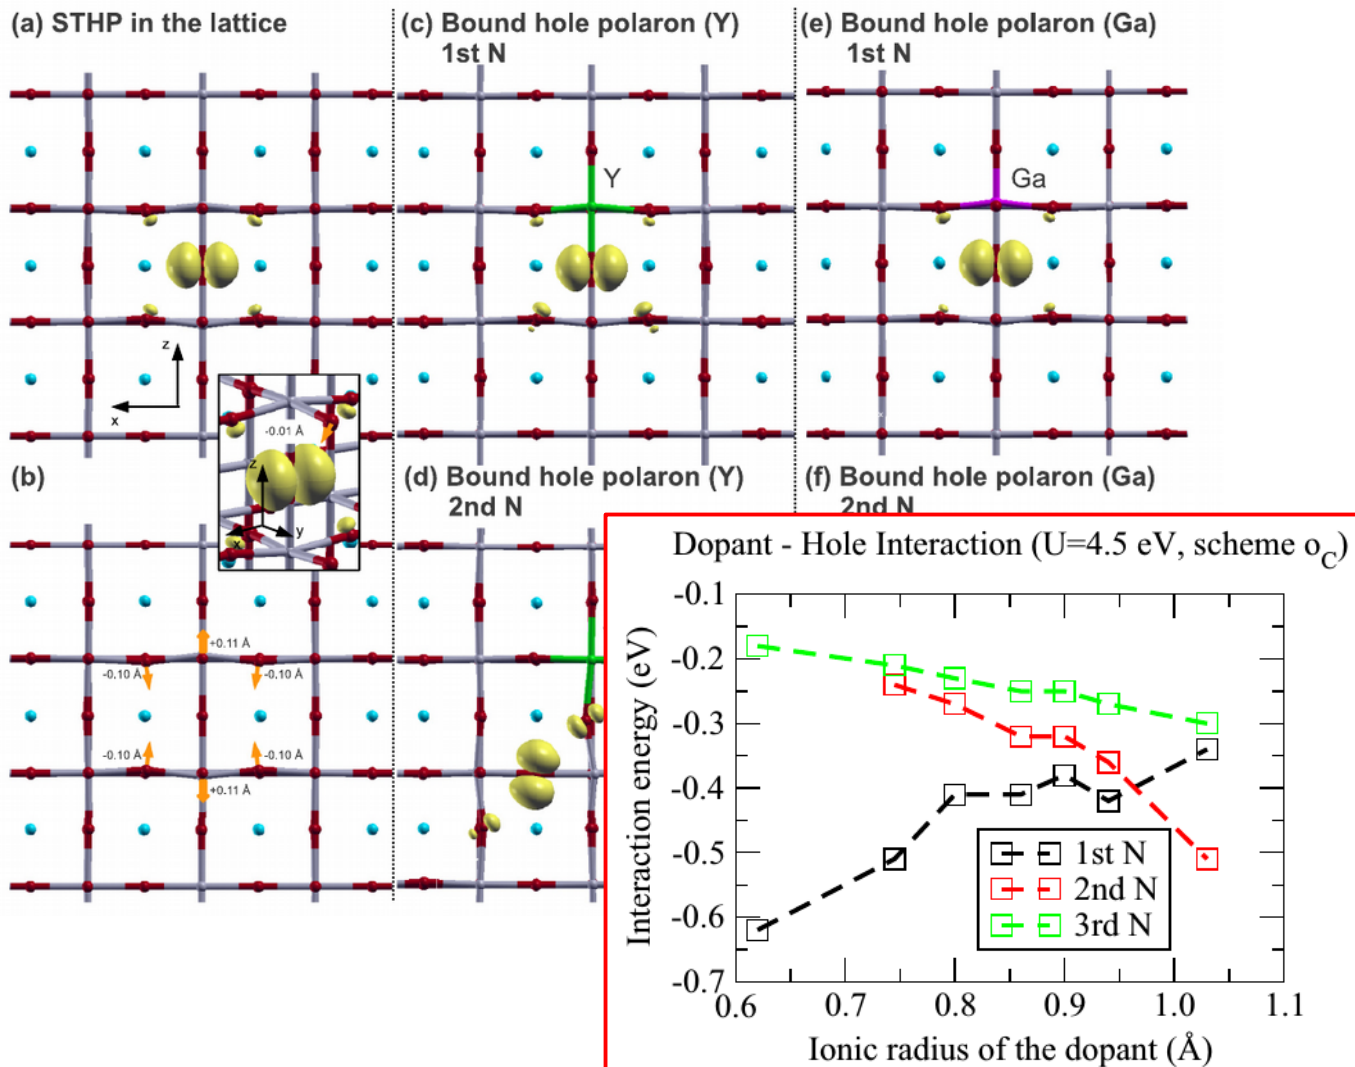 (a) STHP in the lattice
(c) Bound hole polaron (Y)
1st N
(e) Bound hole polaron (Ga)
1st N
Y
Ga
z
x
-0.01 Å
z
x
y
(b)
+0.11 Å
-0.10 Å
-0.10 Å
-0.10 Å
-0.10 Å
+0.11 Å
(d) Bound hole polaron (Y)
2nd N
(f) Bound hole polaron (Ga)
2nd N
Dopant - Hole Interaction (U=4.5 eV, scheme o_C)
Interaction energy (eV)
-0.1
-0.2
-0.3
-0.4
-0.5
-0.6
-0.7
1st N
2nd N
3rd N
0.6 0.7 0.8 0.9 1.0 1.1
Ionic radius of the dopant (Å)